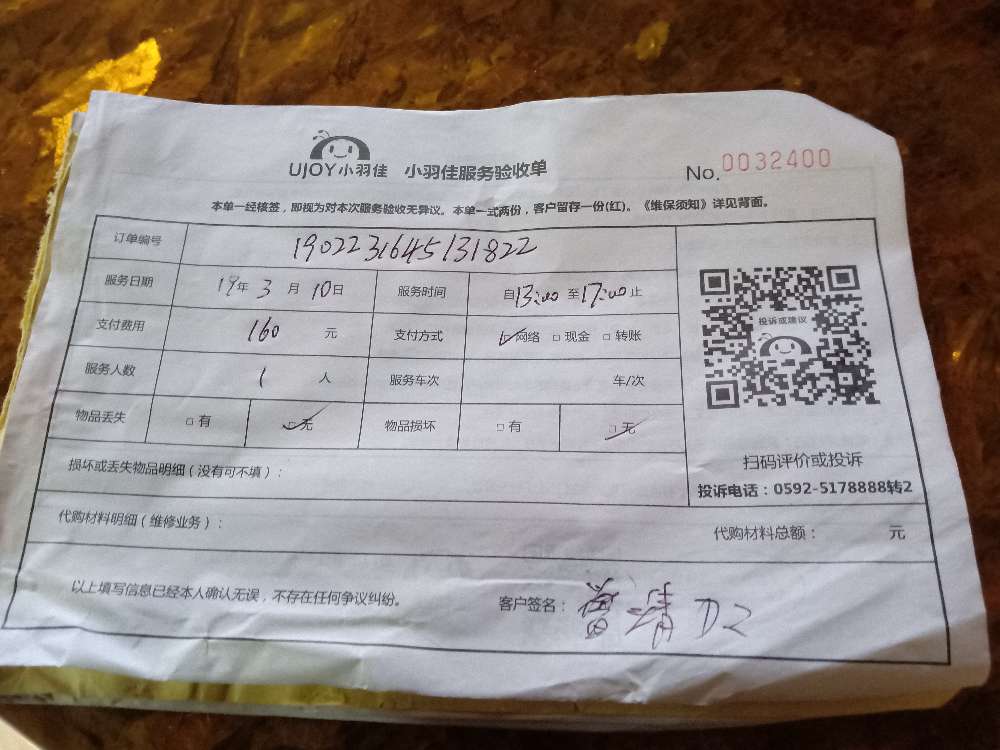 UJOY小羽佳 小羽佳服务验收单 No.0032400
本单一经核签，即视为对本次服务验收无异议。本单一式两份，客户留存一份(红)。《维保须知》详见背面。
订单编号 190223164513 1822
服务日期 19年 3 月 10日 服务时间 自13:00 至17:00止
支付费用 160 元 支付方式 ☑网络 □现金 □转账
服务人数 1 人 服务车次 车/次
物品丢失 □有 ☑无 物品损坏 □有 ☑无
损坏或丢失物品明细（没有可不填）：
投诉或建议
扫码评价或投诉
投诉电话：0592-5178888转2
代购材料明细（维修业务）： 代购材料总额： 元
以上填写信息已经本人确认无误，不存在任何争议纠纷。 客户签名：